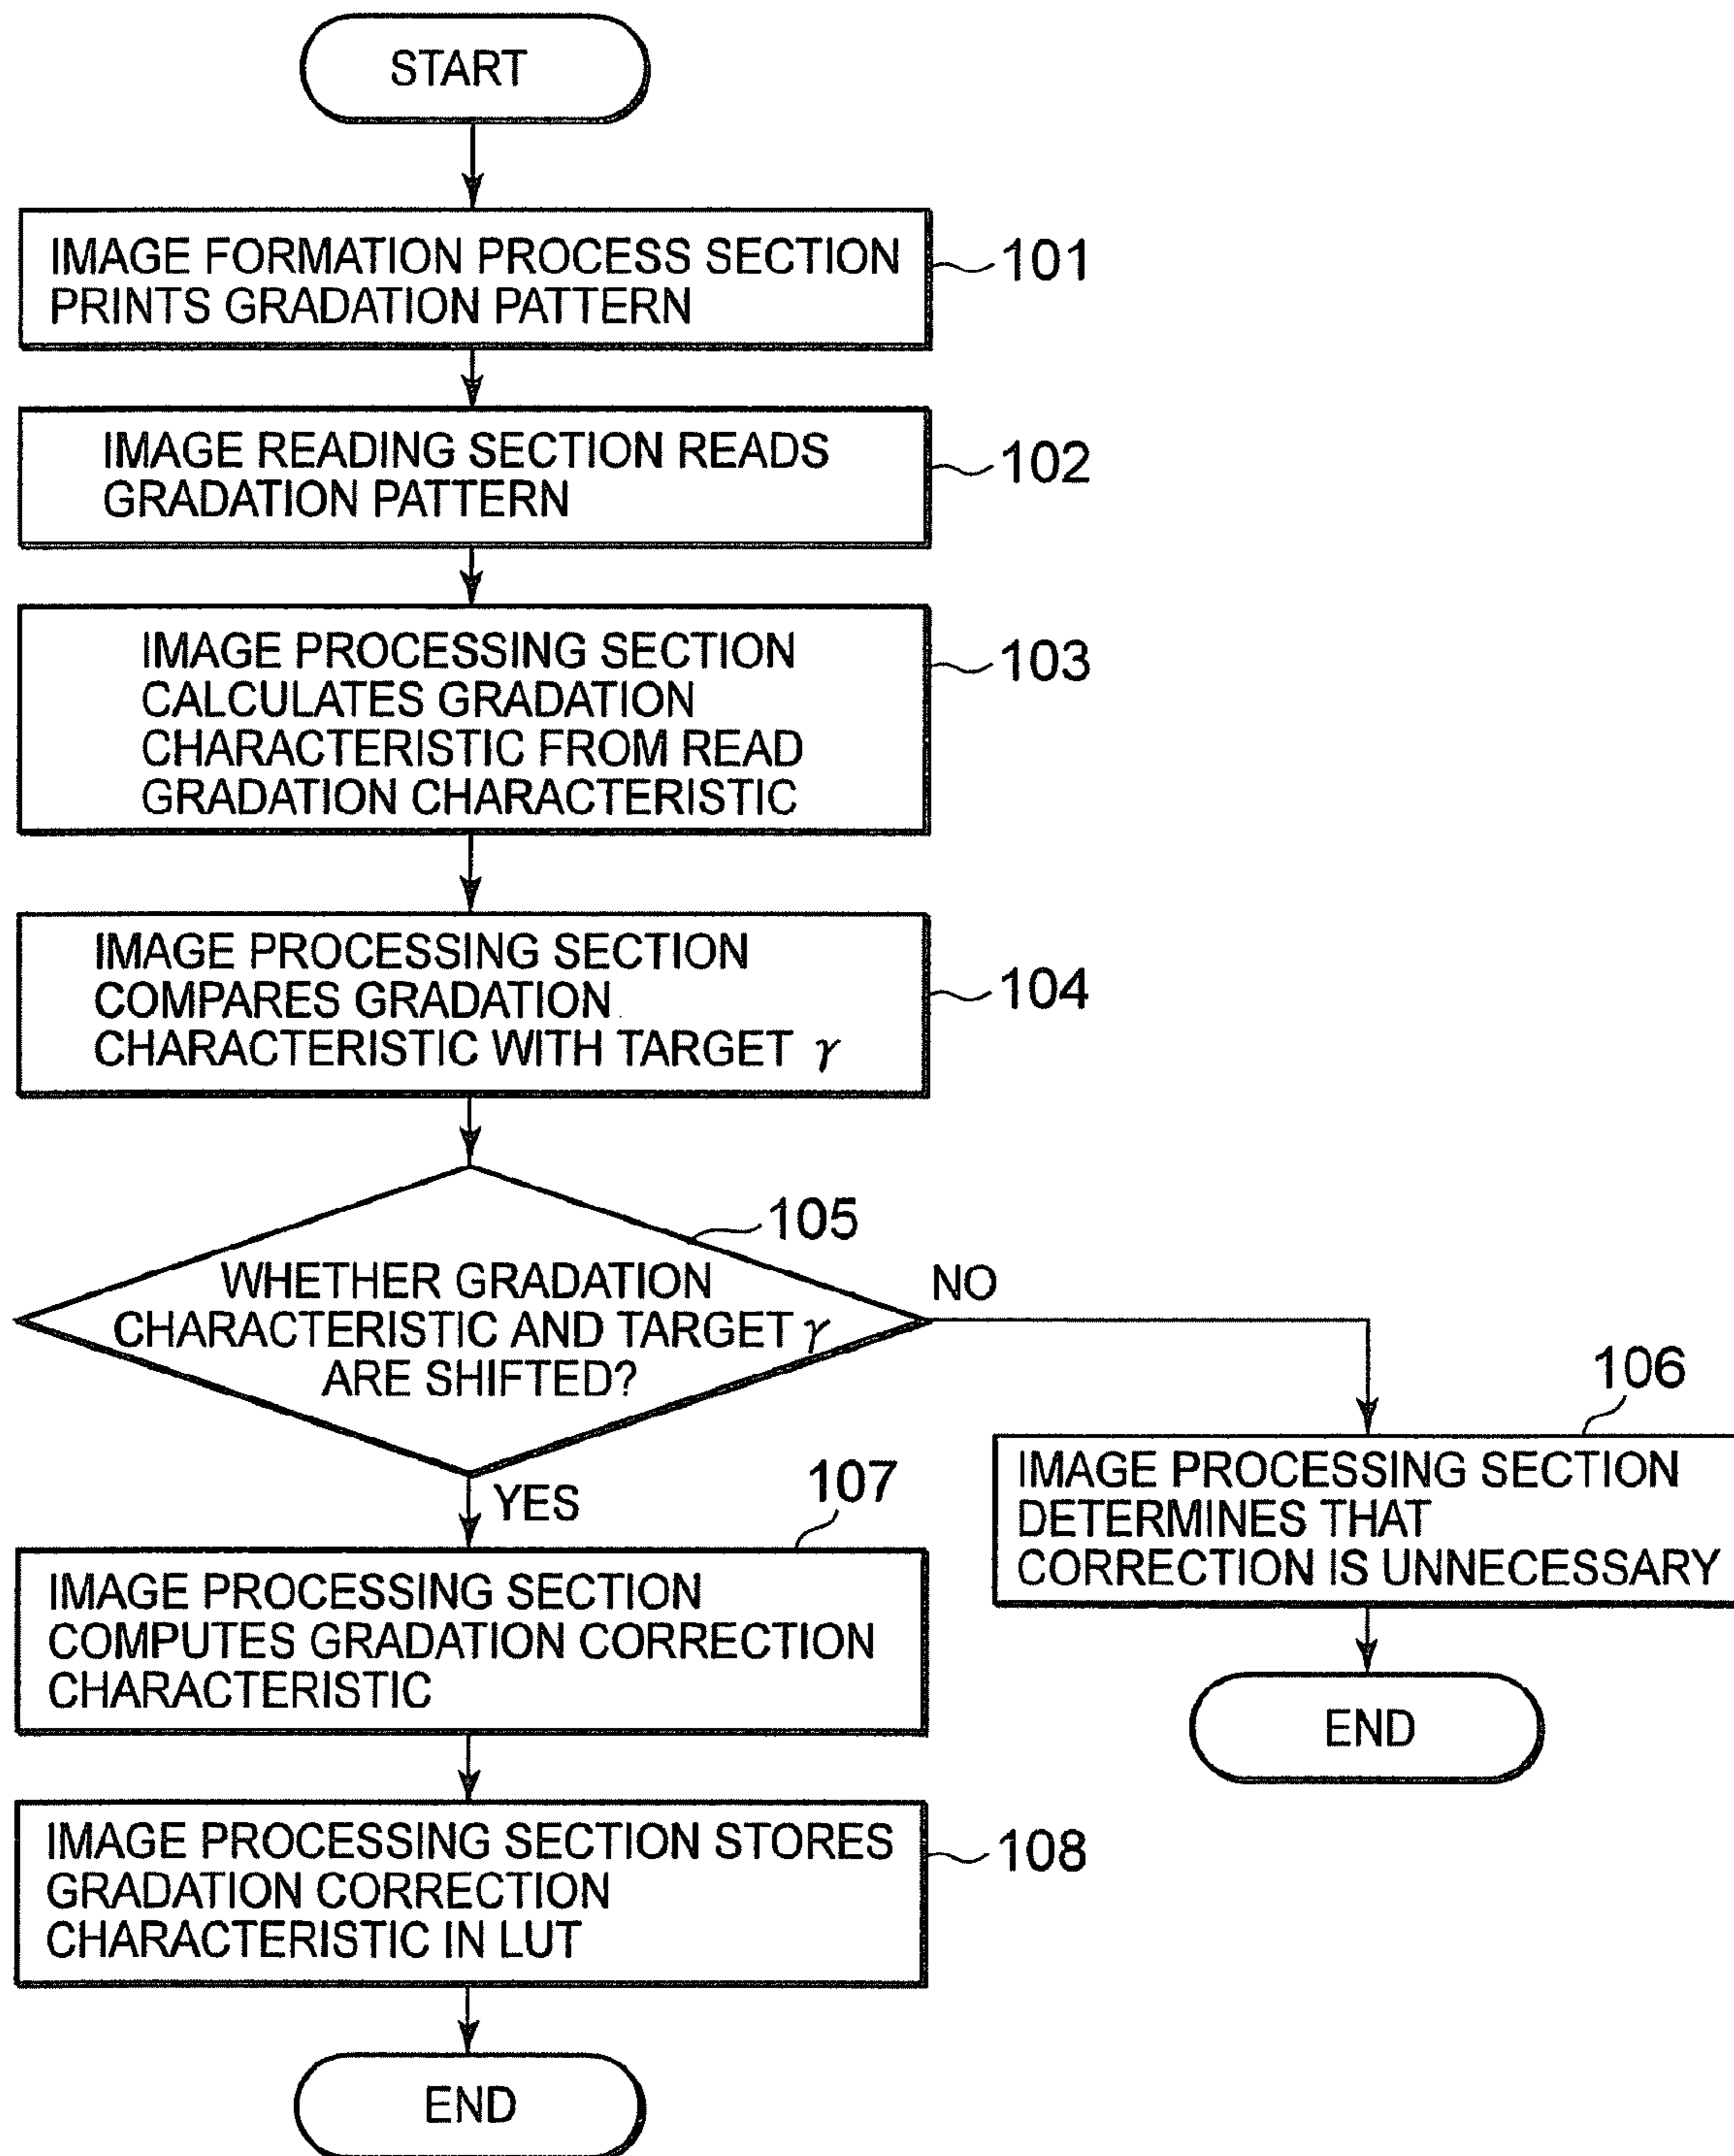 START
IMAGE FORMATION PROCESS SECTION
PRINTS GRADATION PATTERN
101
IMAGE READING SECTION READS
GRADATION PATTERN
102
IMAGE PROCESSING SECTION
CALCULATES GRADATION
CHARACTERISTIC FROM READ
GRADATION CHARACTERISTIC
103
IMAGE PROCESSING SECTION
COMPARES GRADATION
CHARACTERISTIC WITH TARGET γ
104
105
WHETHER GRADATION
CHARACTERISTIC AND TARGET γ
ARE SHIFTED?
NO
106
IMAGE PROCESSING SECTION
DETERMINES THAT
CORRECTION IS UNNECESSARY
END
YES
107
IMAGE PROCESSING SECTION
COMPUTES GRADATION CORRECTION
CHARACTERISTIC
IMAGE PROCESSING SECTION STORES
GRADATION CORRECTION
CHARACTERISTIC IN LUT
108
END